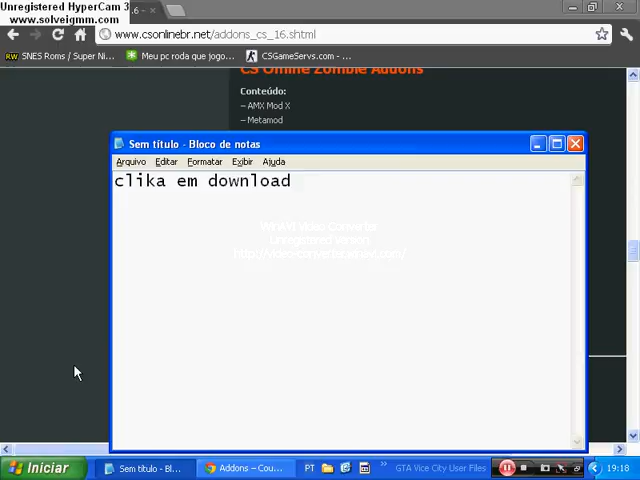 Unregistered HyperCam 3
www.solveigmm.com
www.csonlinebr.net/addons_cs_16.shtml
RW SNES Roms / Super Ni...
Meu pc roda que jogo...
CSGameServs.com - ...
CS Online Zombie Addons
Conteúdo:
– AMX Mod X
– Metamod
Sem título - Bloco de notas
Arquivo Editar Formatar Exibir Ajuda
clika em download
WinAVI Video Converter
Unregistered Version
Iniciar
Sem título - Bl...
Addons – Cou...
PT
GTA Vice City User Files
19:18